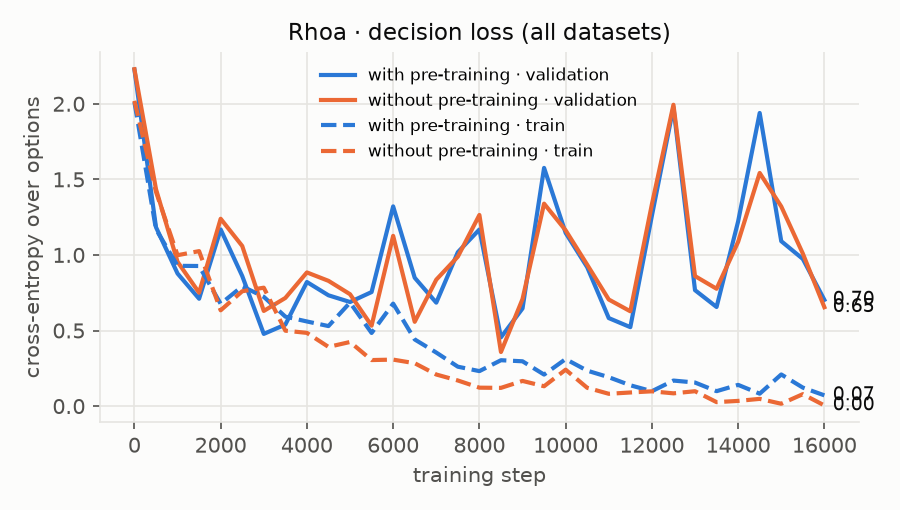 Rhoa · decision loss (all datasets)
with pre-training · validation
without pre-training · validation
with pre-training · train
without pre-training · train
cross-entropy over options
2.0
1.5
1.0
0.5
0.0
0.07
0.00
0 2000 4000 6000 8000 10000 12000 14000 16000
training step